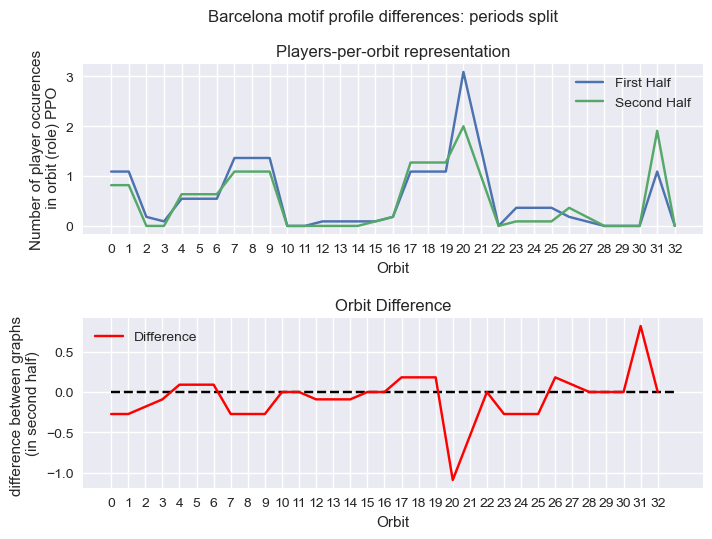 Barcelona motif profile differences: periods split
Players-per-orbit representation
Number of player occurences
in orbit (role) PPO
3
2
1
0
First Half
Second Half
0 1 2 3 4 5 6 7 8 9 10 11 12 13 14 15 16 17 18 19 20 21 22 23 24 25 26 27 28 29 30 31 32
Orbit
Orbit Difference
difference between graphs
(in second half)
0.5
0.0
−0.5
−1.0
Difference
0 1 2 3 4 5 6 7 8 9 10 11 12 13 14 15 16 17 18 19 20 21 22 23 24 25 26 27 28 29 30 31 32
Orbit